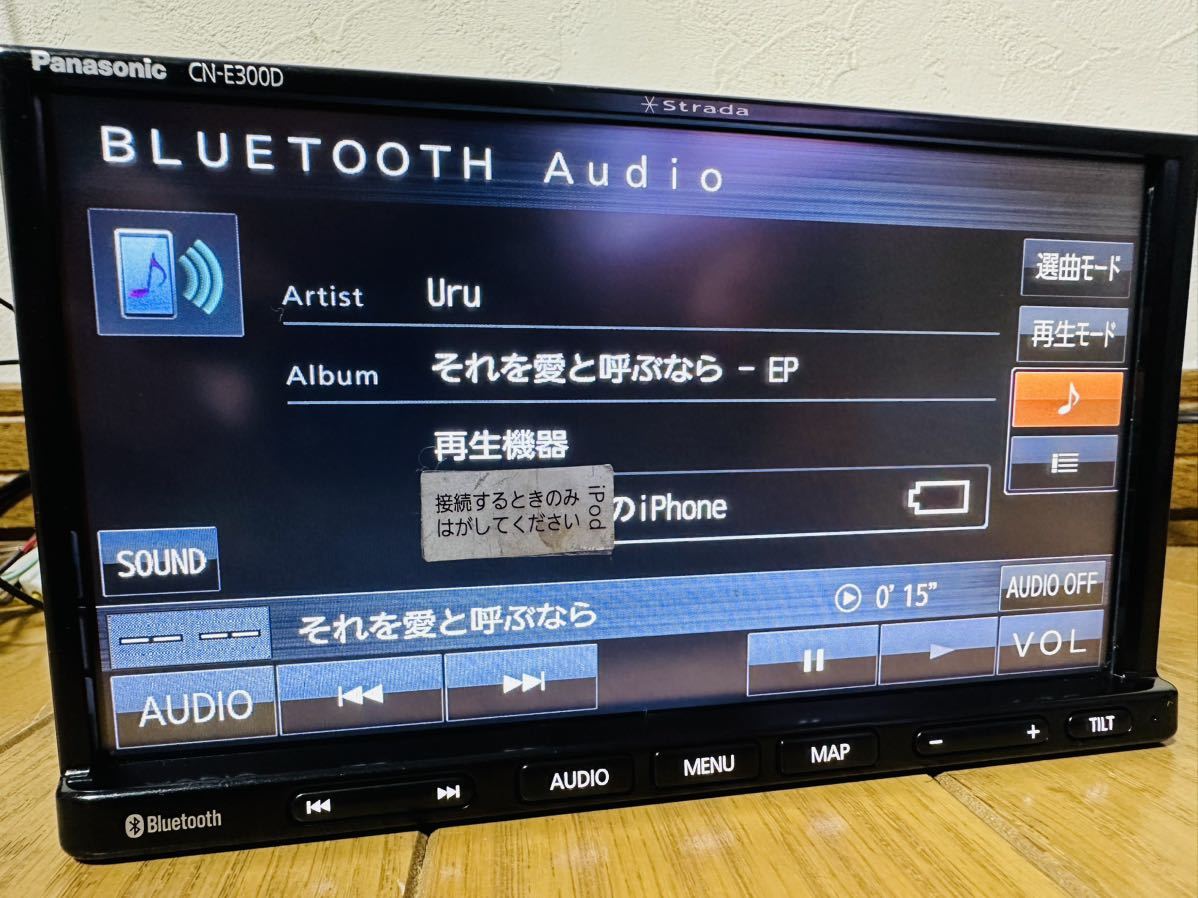 Panasonic CN-E300D
Strada
BLUETOOTH Audio
選曲モード
Artist Uru
再生モード
Album それを愛と呼ぶなら - EP
再生機器
接続するときのみ
はがしてください
iPod
のiPhone
SOUND
AUDIO OFF
-- -- それを愛と呼ぶなら 0'15"
VOL
AUDIO
AUDIO MENU MAP - + TILT
Bluetooth